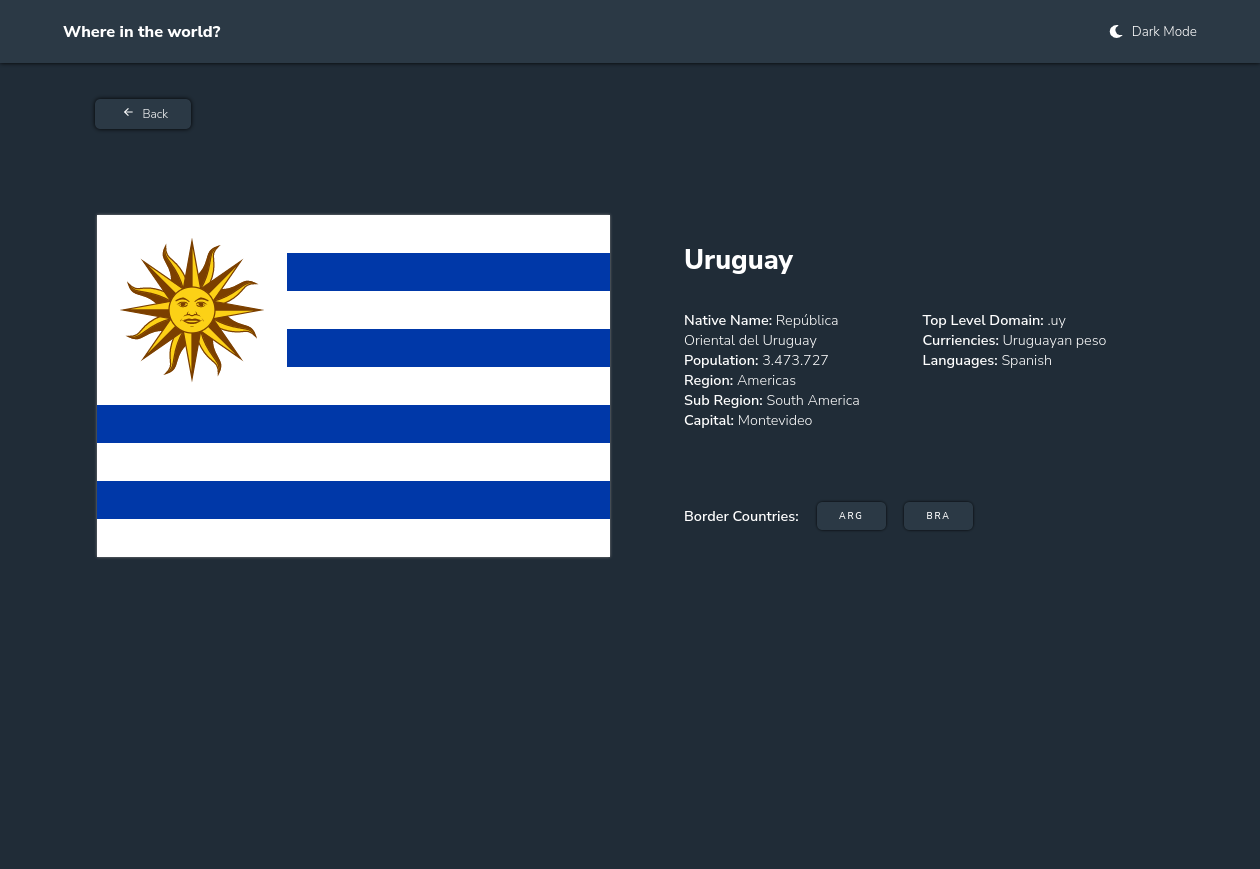 Where in the world?
Dark Mode
Back
Uruguay
Native Name: República
Oriental del Uruguay
Population: 3.473.727
Region: Americas
Sub Region: South America
Capital: Montevideo
Top Level Domain: .uy
Curriencies: Uruguayan peso
Languages: Spanish
Border Countries:
ARG
BRA